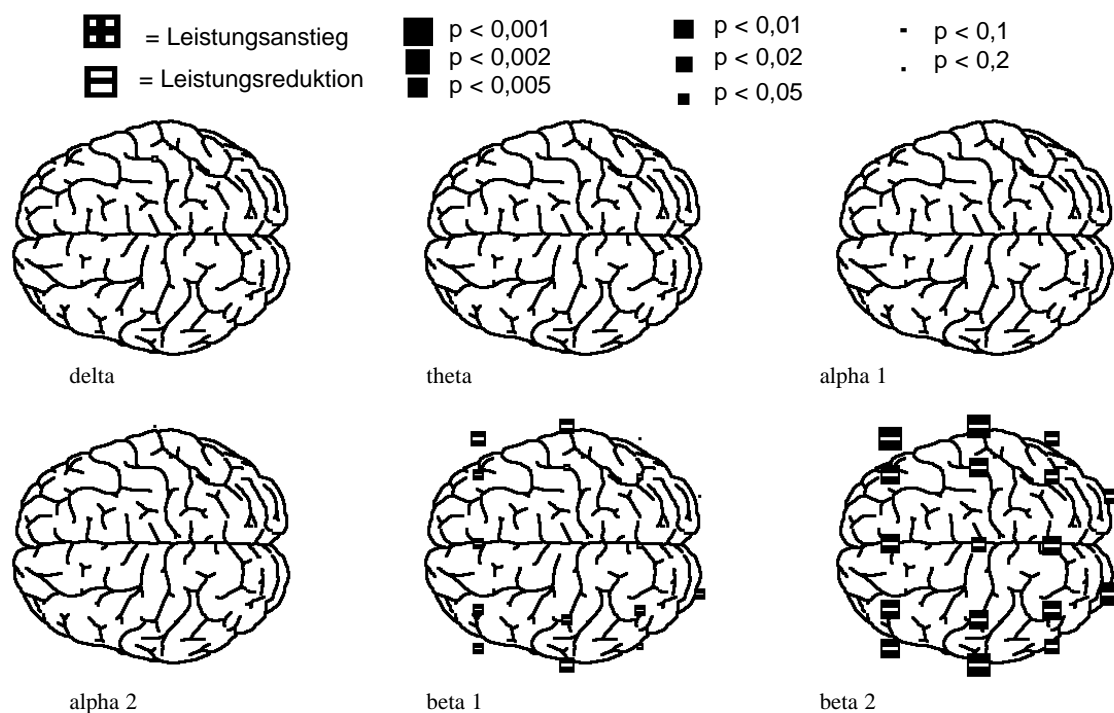 = Leistungsanstieg
= Leistungsreduktion
p < 0,001
p < 0,002
p < 0,005
p < 0,01
p < 0,02
p < 0,05
p < 0,1
p < 0,2
delta
theta
alpha 1
alpha 2
beta 1
beta 2